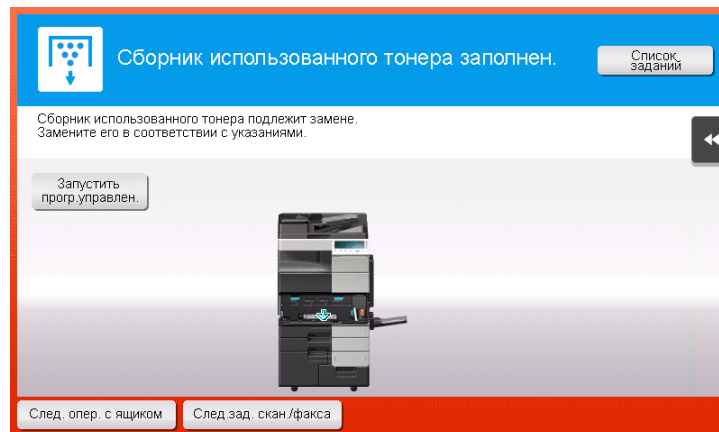 Сборник использованного тонера заполнен.
Список
заданий
Сборник использованного тонера подлежит замене.
Замените его в соответствии с указаниями.
Запустить
прогр.управлен.
След. опер. с ящиком
След.зад. скан./факса